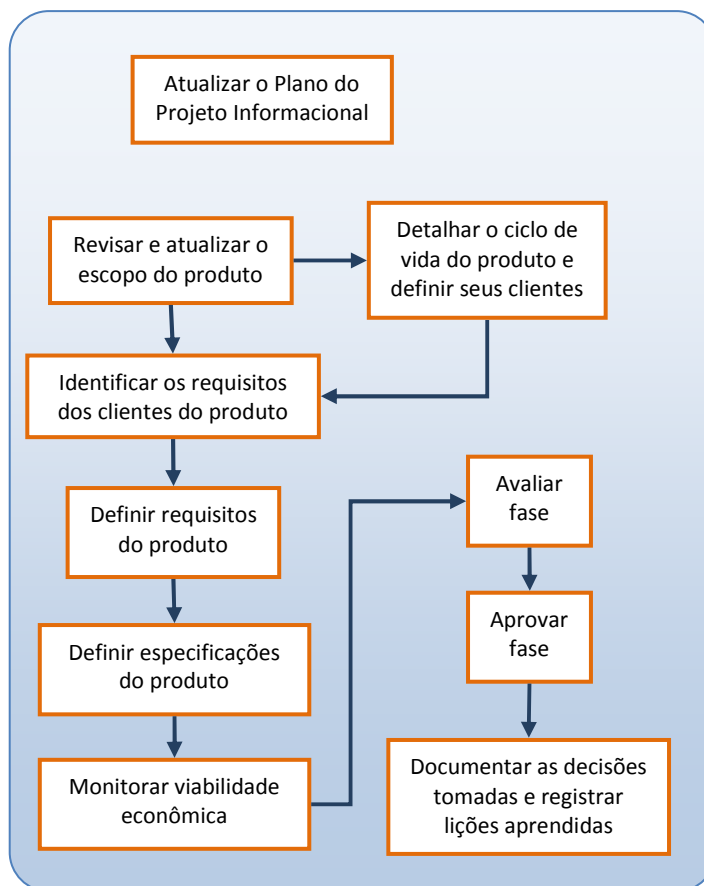 Atualizar o Plano do
Projeto Informacional
Revisar e atualizar o
escopo do produto
Detalhar o ciclo de
vida do produto e
definir seus clientes
Identificar os requisitos
dos clientes do produto
Definir requisitos
do produto
Definir especificações
do produto
Monitorar viabilidade
econômica
Avaliar
fase
Aprovar
fase
Documentar as decisões
tomadas e registrar
lições aprendidas